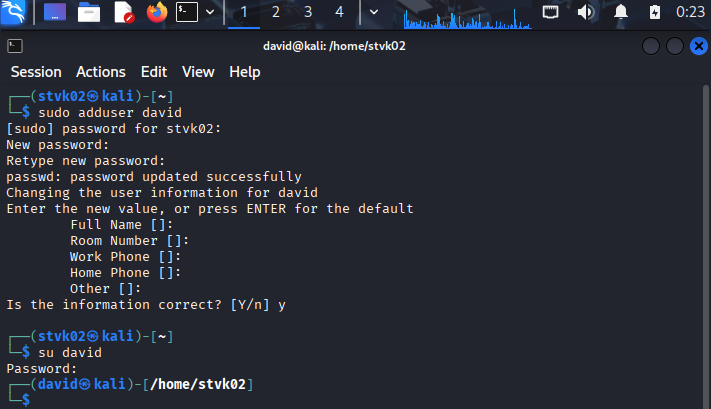 1 2 3 4 0:23
david@kali: /home/stvk02
Session Actions Edit View Help
┌──(stvk02㉿kali)-[~]
└─$ sudo adduser david
[sudo] password for stvk02:
New password:
Retype new password:
passwd: password updated successfully
Changing the user information for david
Enter the new value, or press ENTER for the default
        Full Name []:
        Room Number []:
        Work Phone []:
        Home Phone []:
        Other []:
Is the information correct? [Y/n] y
┌──(stvk02㉿kali)-[~]
└─$ su david
Password:
┌──(david㉿kali)-[/home/stvk02]
└─$